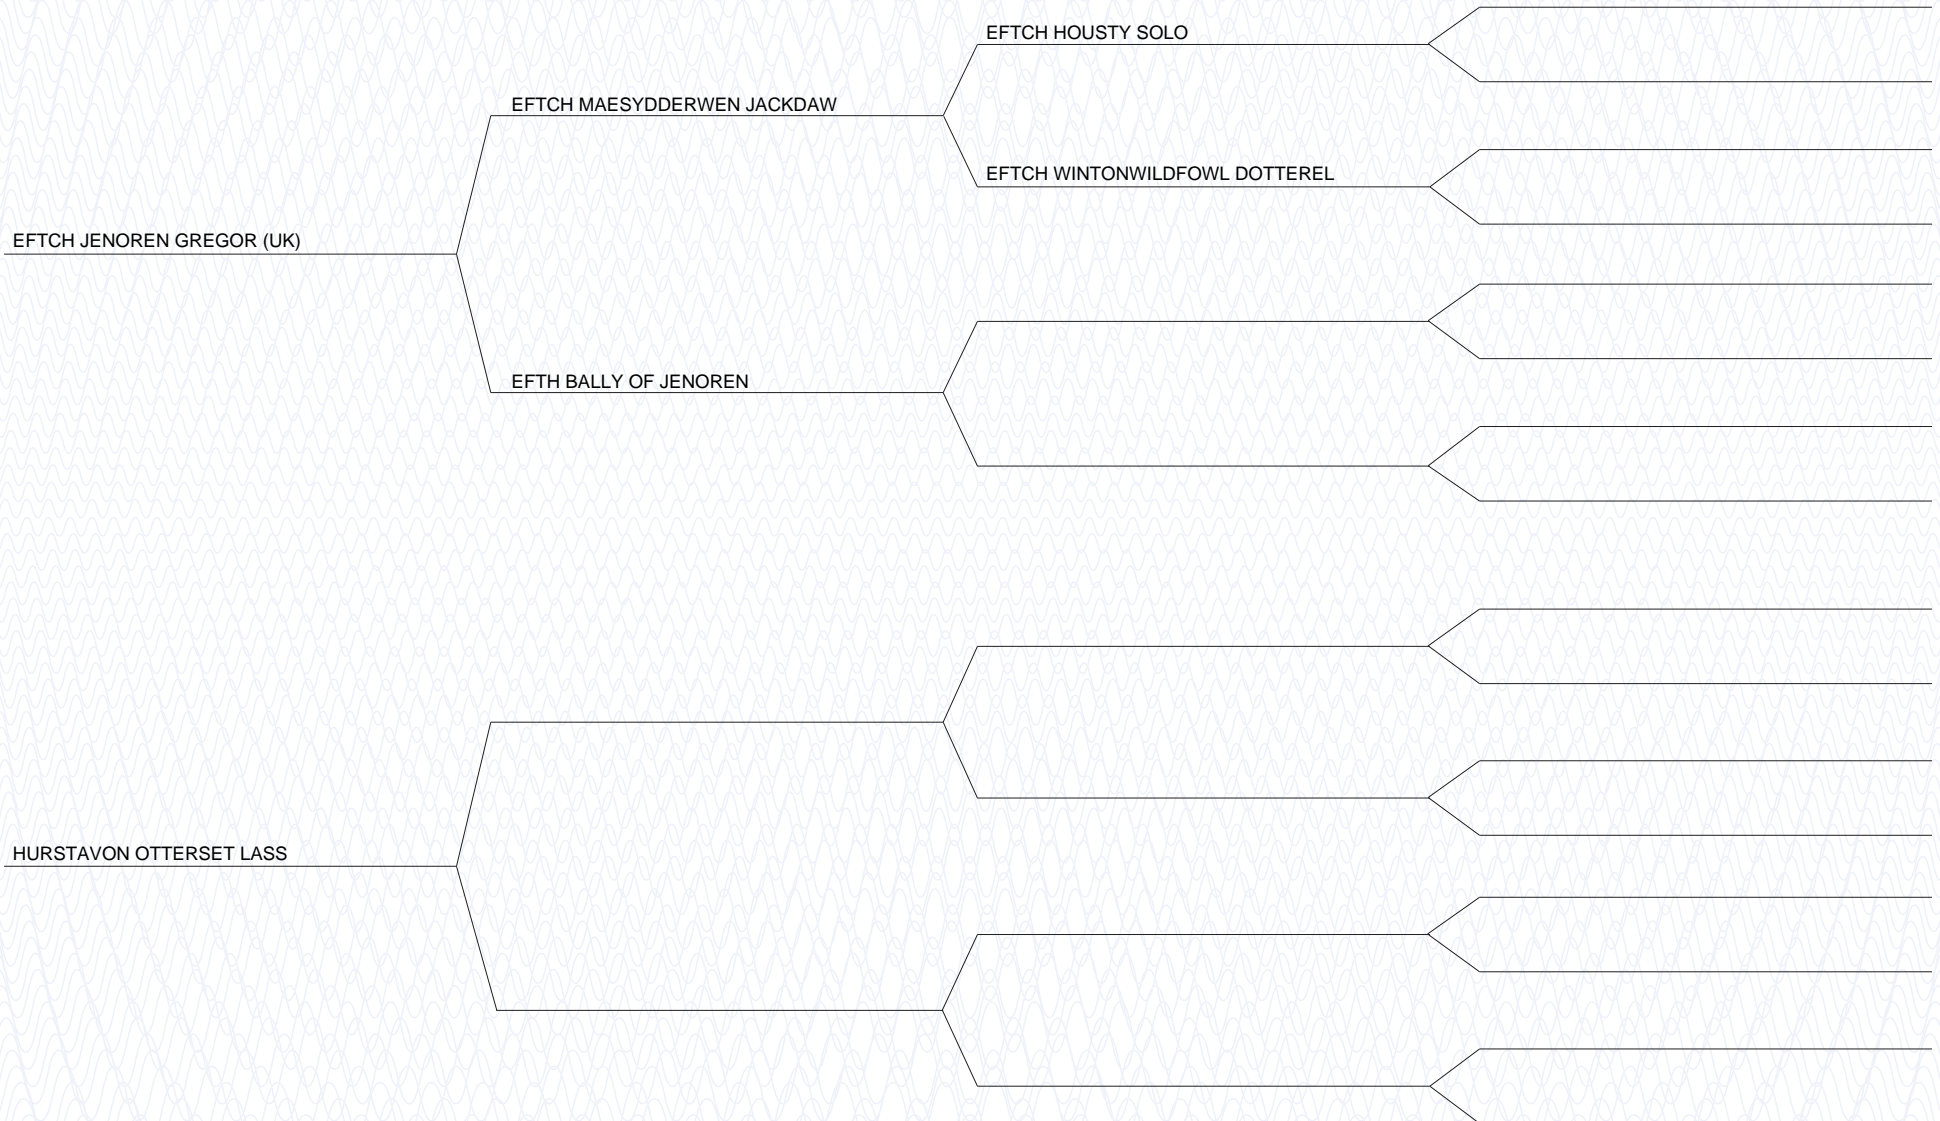 EFTCH HOUSTY SOLO
EFTCH MAESYDDERWEN JACKDAW
EFTCH WINTONWILDFOWL DOTTEREL
EFTCH JENOREN GREGOR (UK)
EFTH BALLY OF JENOREN
HURSTAVON OTTERSET LASS